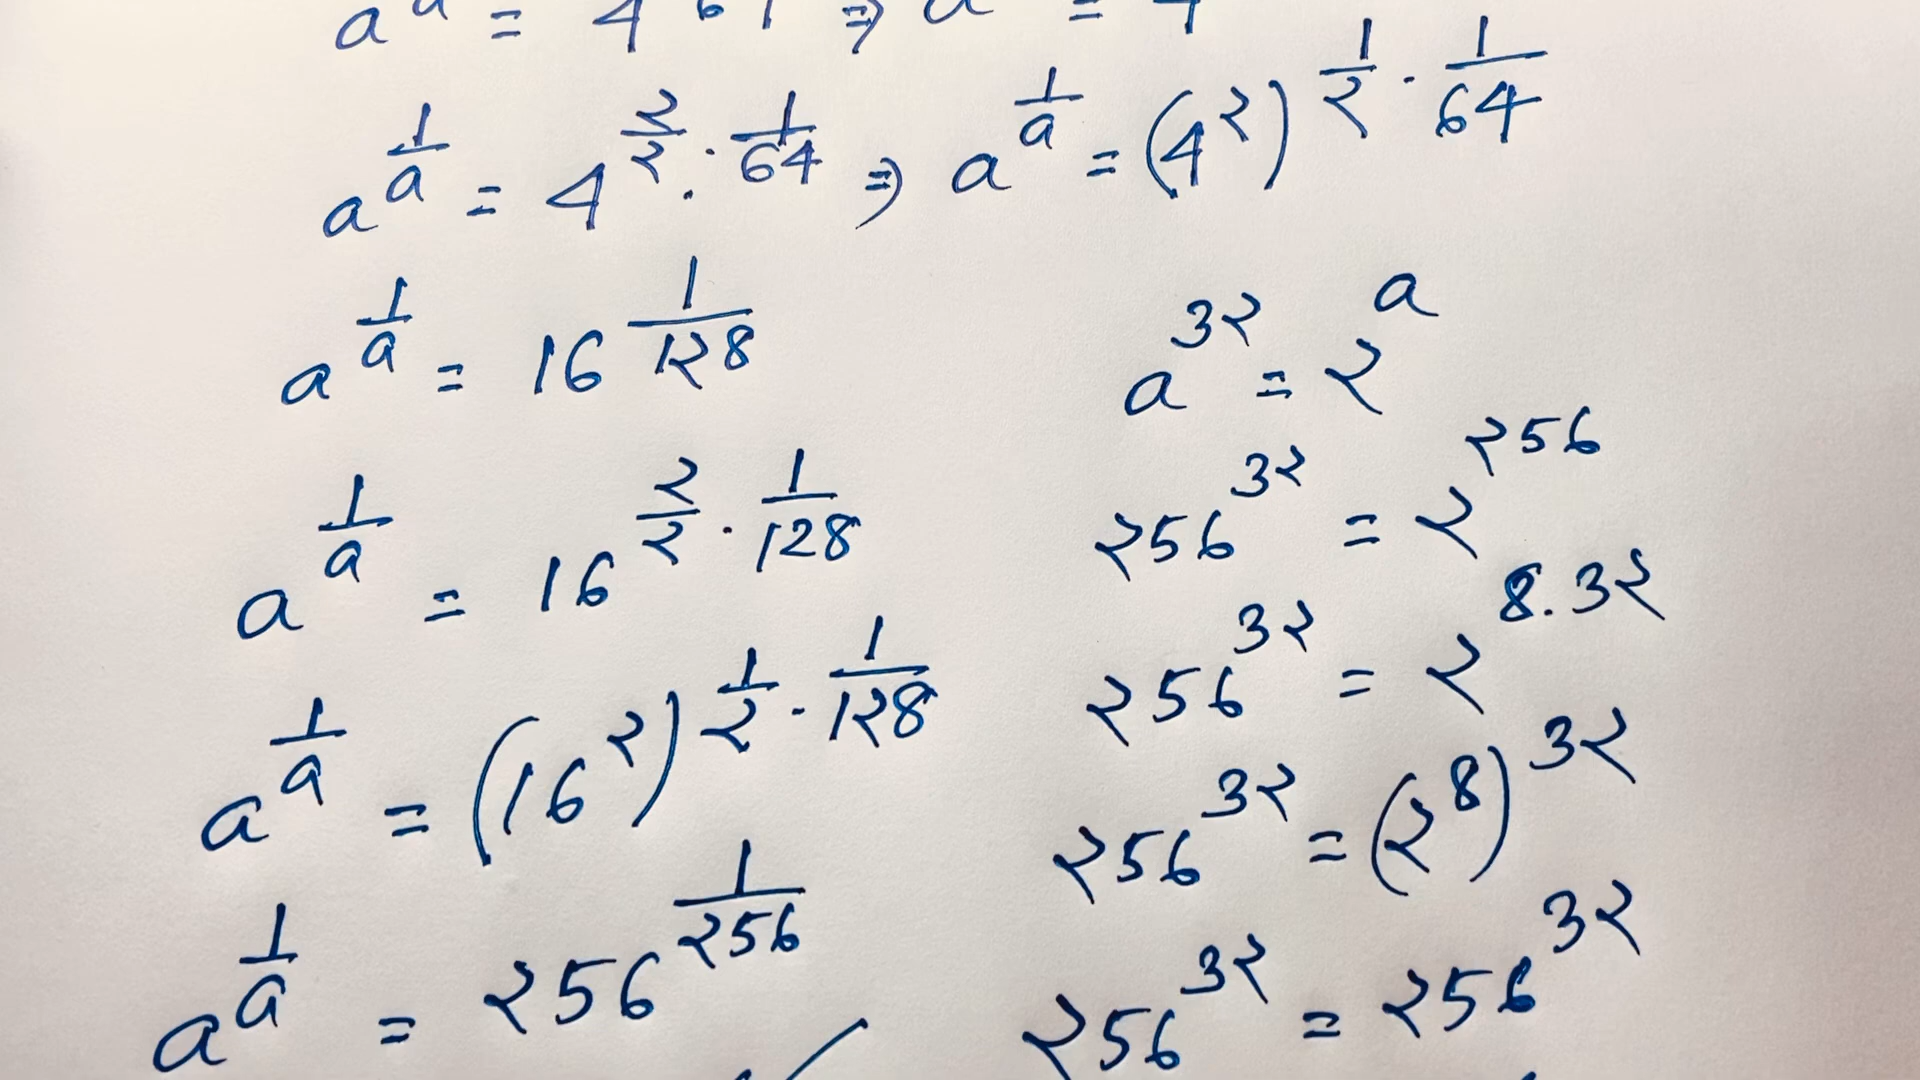 a^(1/a) = 4^(2/2 · 1/64) ⇒ a^(1/a) = (4^2)^(1/2 · 1/64)
a^(1/a) = 16^(1/128)
a^(1/a) = 16^(2/2 · 1/128)
a^(1/a) = (16^2)^(1/2 · 1/128)
a^(1/a) = 256^(1/256)
a^32 = 2^a
256^32 = 2^256
256^32 = 2^(8.32)
256^32 = (2^8)^32
256^32 = 256^32